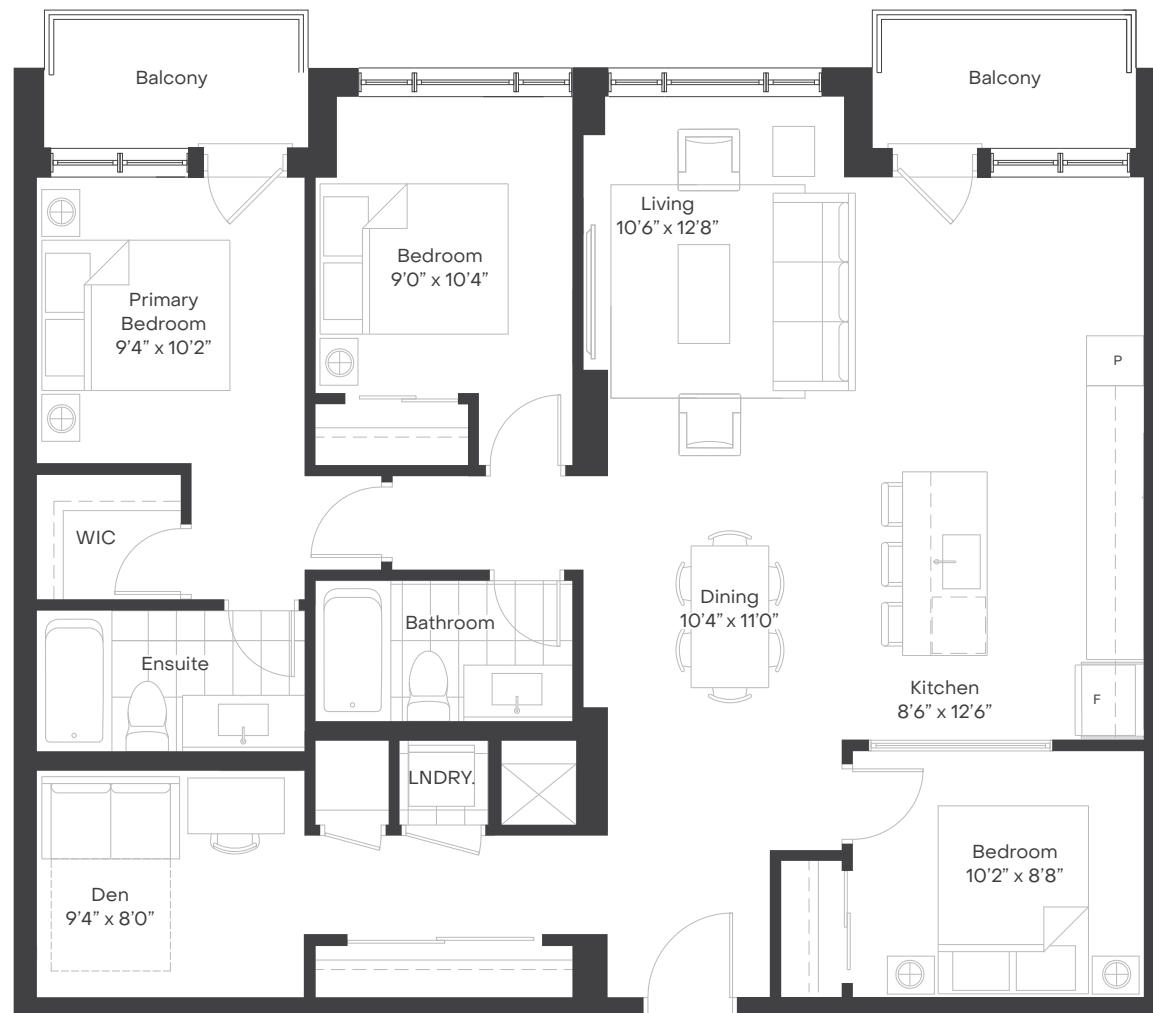 Balcony
Balcony
Living
10'6" x 12'8"
Bedroom
9'0" x 10'4"
Primary
Bedroom
9'4" x 10'2"
P
WIC
Dining
10'4" x 11'0"
Bathroom
Ensuite
Kitchen
8'6" x 12'6"
F
LNDRY.
Bedroom
10'2" x 8'8"
Den
9'4" x 8'0"